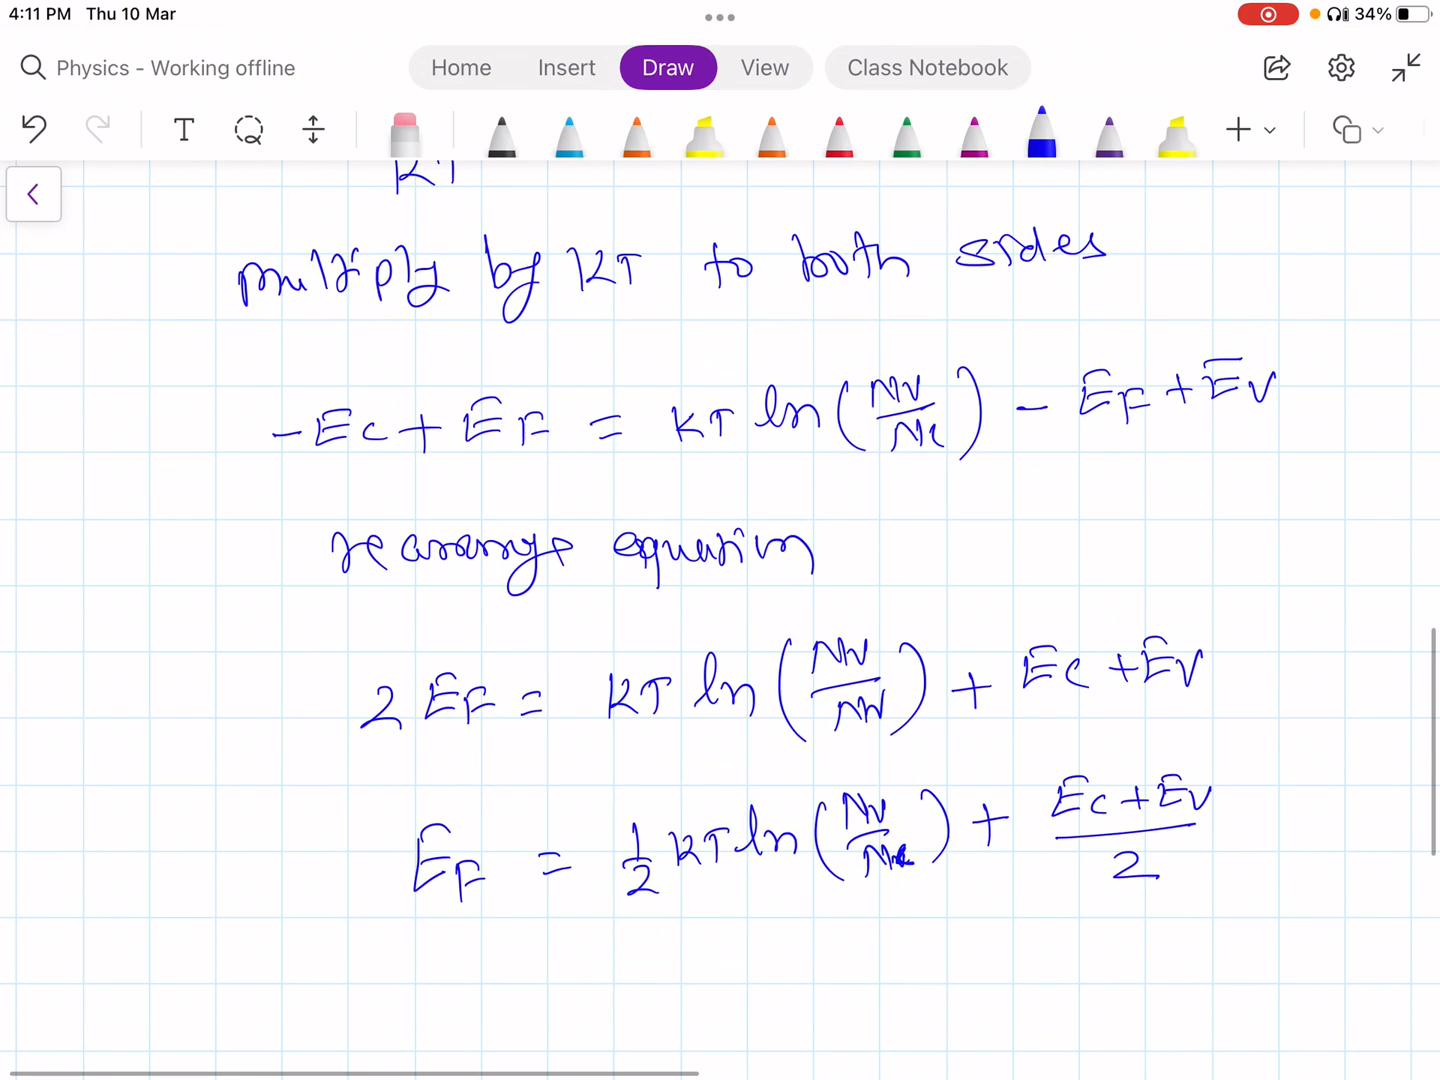 4:11 PM Thu 10 Mar
34%
Physics - Working offline
Home Insert Draw View Class Notebook
T
KT
multiply by KT to both sides
-Ec + EF = KT ln(Nv/Nc) - EF + Ev
rearrange equation
2 EF = KT ln(Nv/Nv) + Ec + Ev
EF = 1/2 KT ln(Nv/Nc) + Ec + Ev/2